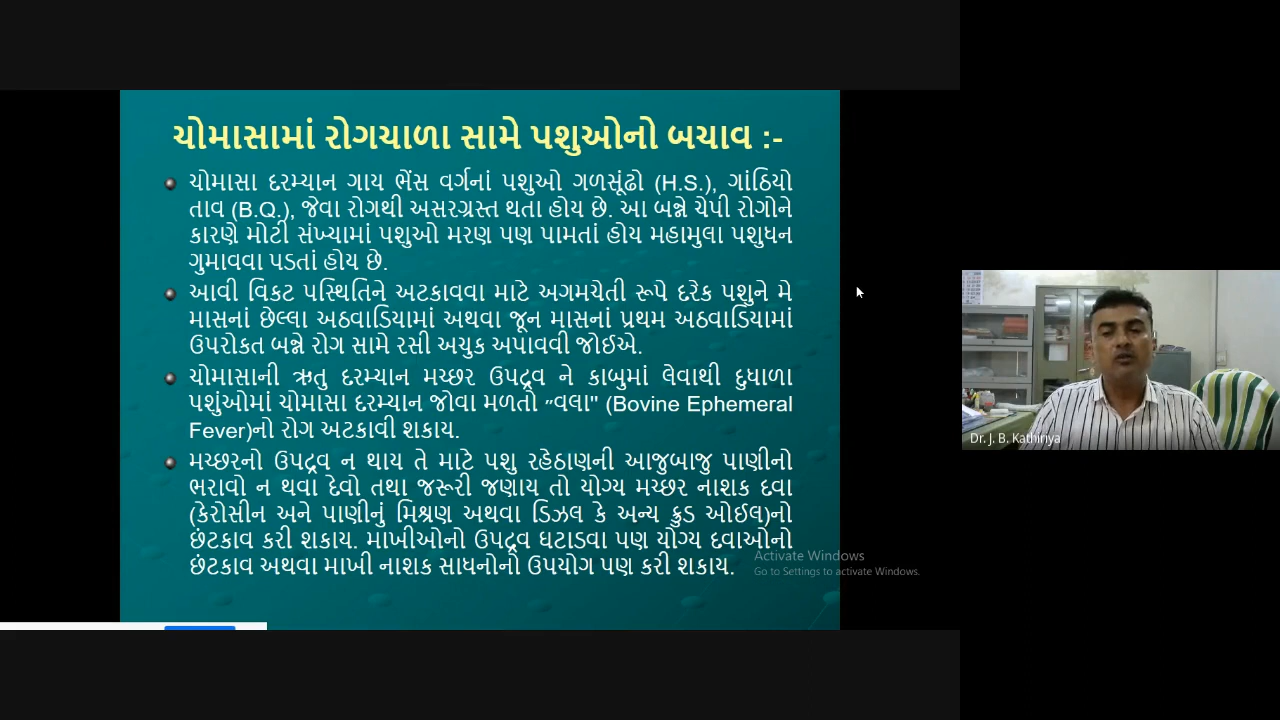 ચોમાસામાં રોગચાળા સામે પશુઓનો બચાવ :-
ચોમાસા દરમ્યાન ગાય ભેંસ વર્ગનાં પશુઓ ગળસૂંઢો (H.S.), ગાંઠિયો
તાવ (B.Q.), જેવા રોગથી અસરગ્રસ્ત થતા હોય છે. આ બન્ને ચેપી રોગોને
કારણે મોટી સંખ્યામાં પશુઓ મરણ પણ પામતાં હોય મહામુલા પશુધન
ગુમાવવા પડતાં હોય છે.
આવી વિકટ પસ્થિતિને અટકાવવા માટે અગમચેતી રૂપે દરેક પશુને મે
માસનાં છેલ્લા અઠવાડિયામાં અથવા જૂન માસનાં પ્રથમ અઠવાડિયામાં
ઉપરોકત બન્ને રોગ સામે રસી અચુક અપાવવી જોઈએ.
ચોમાસાની ઋતુ દરમ્યાન મચ્છર ઉપદ્રવ ને કાબુમાં લેવાથી દુધાળા
પશુંઓમાં ચોમાસા દરમ્યાન જોવા મળતો "વલા" (Bovine Ephemeral
Fever)નો રોગ અટકાવી શકાય.
મચ્છરનો ઉપદ્રવ ન થાય તે માટે પશુ રહેઠાણની આજુબાજુ પાણીનો
ભરાવો ન થવા દેવો તથા જરૂરી જણાય તો યોગ્ય મચ્છર નાશક દવા
(કેરોસીન અને પાણીનું મિશ્રણ અથવા ડિઝલ કે અન્ય ક્રુડ ઓઈલ)નો
છંટકાવ કરી શકાય. માખીઓનો ઉપદ્રવ ઘટાડવા પણ યોગ્ય દવાઓનો
છંટકાવ અથવા માખી નાશક સાધનોનો ઉપયોગ પણ કરી શકાય.
Activate Windows
Go to Settings to activate Windows.
Dr. J. B. Kathiriya